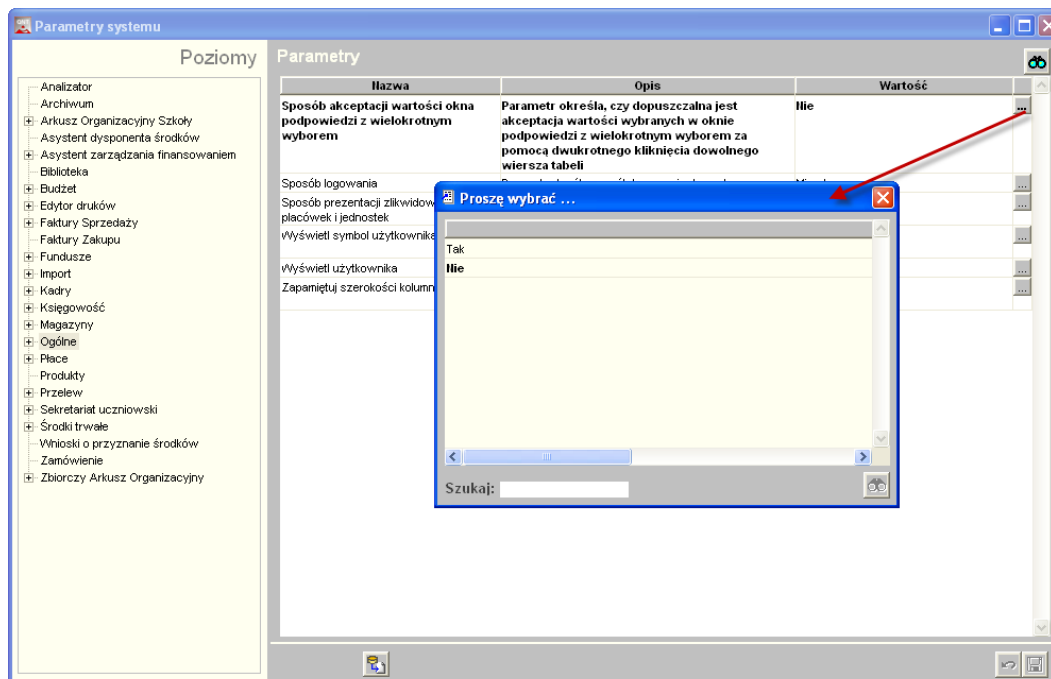 Parametry systemu
Poziomy
Analizator
Archiwum
Arkusz Organizacyjny Szkoły
Asystent dysponenta środków
Asystent zarządzania finansowaniem
Biblioteka
Budżet
Edytor druków
Faktury Sprzedaży
Faktury Zakupu
Fundusze
Import
Kadry
Księgowość
Magazyny
Ogólne
Płace
Produkty
Przelew
Sekretariat uczniowski
Środki trwałe
Wnioski o przyznanie środków
Zamówienie
Zbiorczy Arkusz Organizacyjny
Parametry
Nazwa Opis Wartość
Sposób akceptacji wartości okna Parametr określa, czy dopuszczalna jest Nie ...
podpowiedzi z wielokrotnym akceptacja wartości wybranych w oknie
wyborem podpowiedzi z wielokrotnym wyborem za
pomocą dwukrotnego kliknięcia dowolnego
wiersza tabeli
Sposób logowania ...
Sposób prezentacji zlikwidow ...
placówek i jednostek
Wyświetl symbol użytkownika ...
Wyświetl użytkownika ...
Zapamiętuj szerokości kolumn ...
Proszę wybrać ...
Tak
Nie
Szukaj: